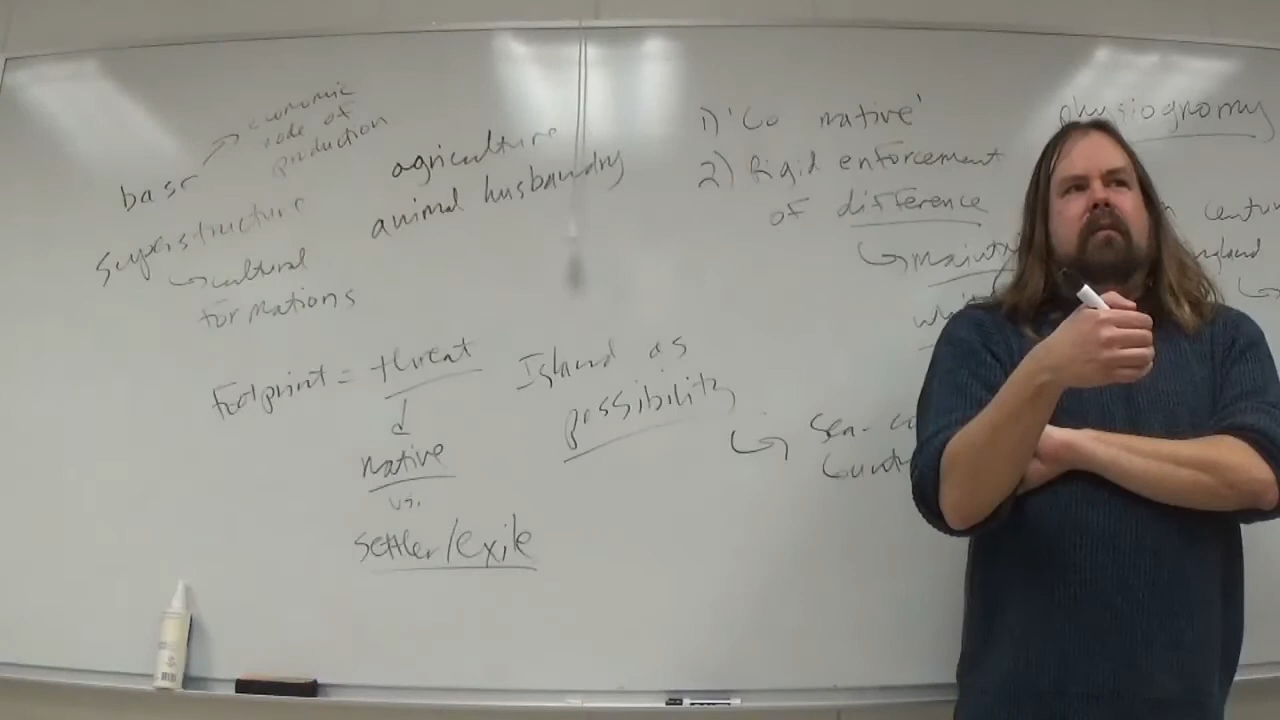 base → economic
mode of
production
superstructure
↳ cultural
formations
agriculture
animal husbandry
Footprint = threat
↓
native
vs.
settler/exile
Island as
possibility
1) 'Go native'
2) Rigid enforcement
of difference
physiognomy